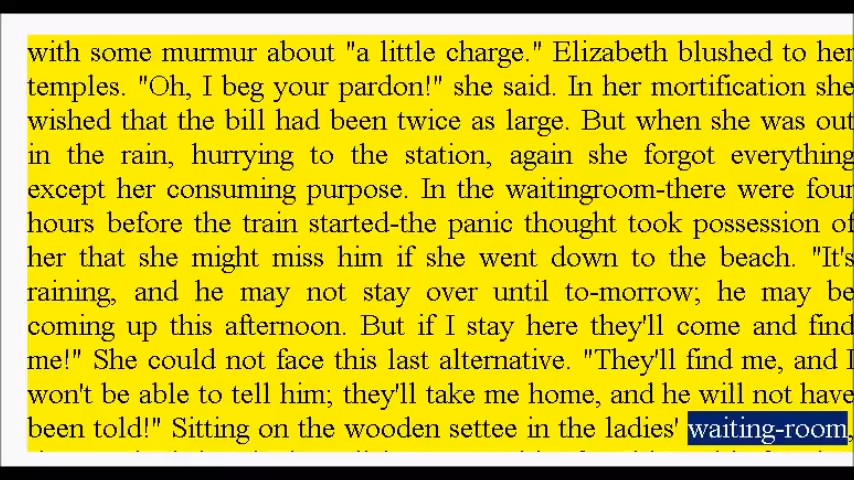 with some murmur about "a little charge." Elizabeth blushed to her
temples. "Oh, I beg your pardon!" she said. In her mortification she
wished that the bill had been twice as large. But when she was out
in the rain, hurrying to the station, again she forgot everything
except her consuming purpose. In the waitingroom-there were four
hours before the train started-the panic thought took possession of
her that she might miss him if she went down to the beach. "It's
raining, and he may not stay over until to-morrow; he may be
coming up this afternoon. But if I stay here they'll come and find
me!" She could not face this last alternative. "They'll find me, and I
won't be able to tell him; they'll take me home, and he will not have
been told!" Sitting on the wooden settee in the ladies' waiting-room,